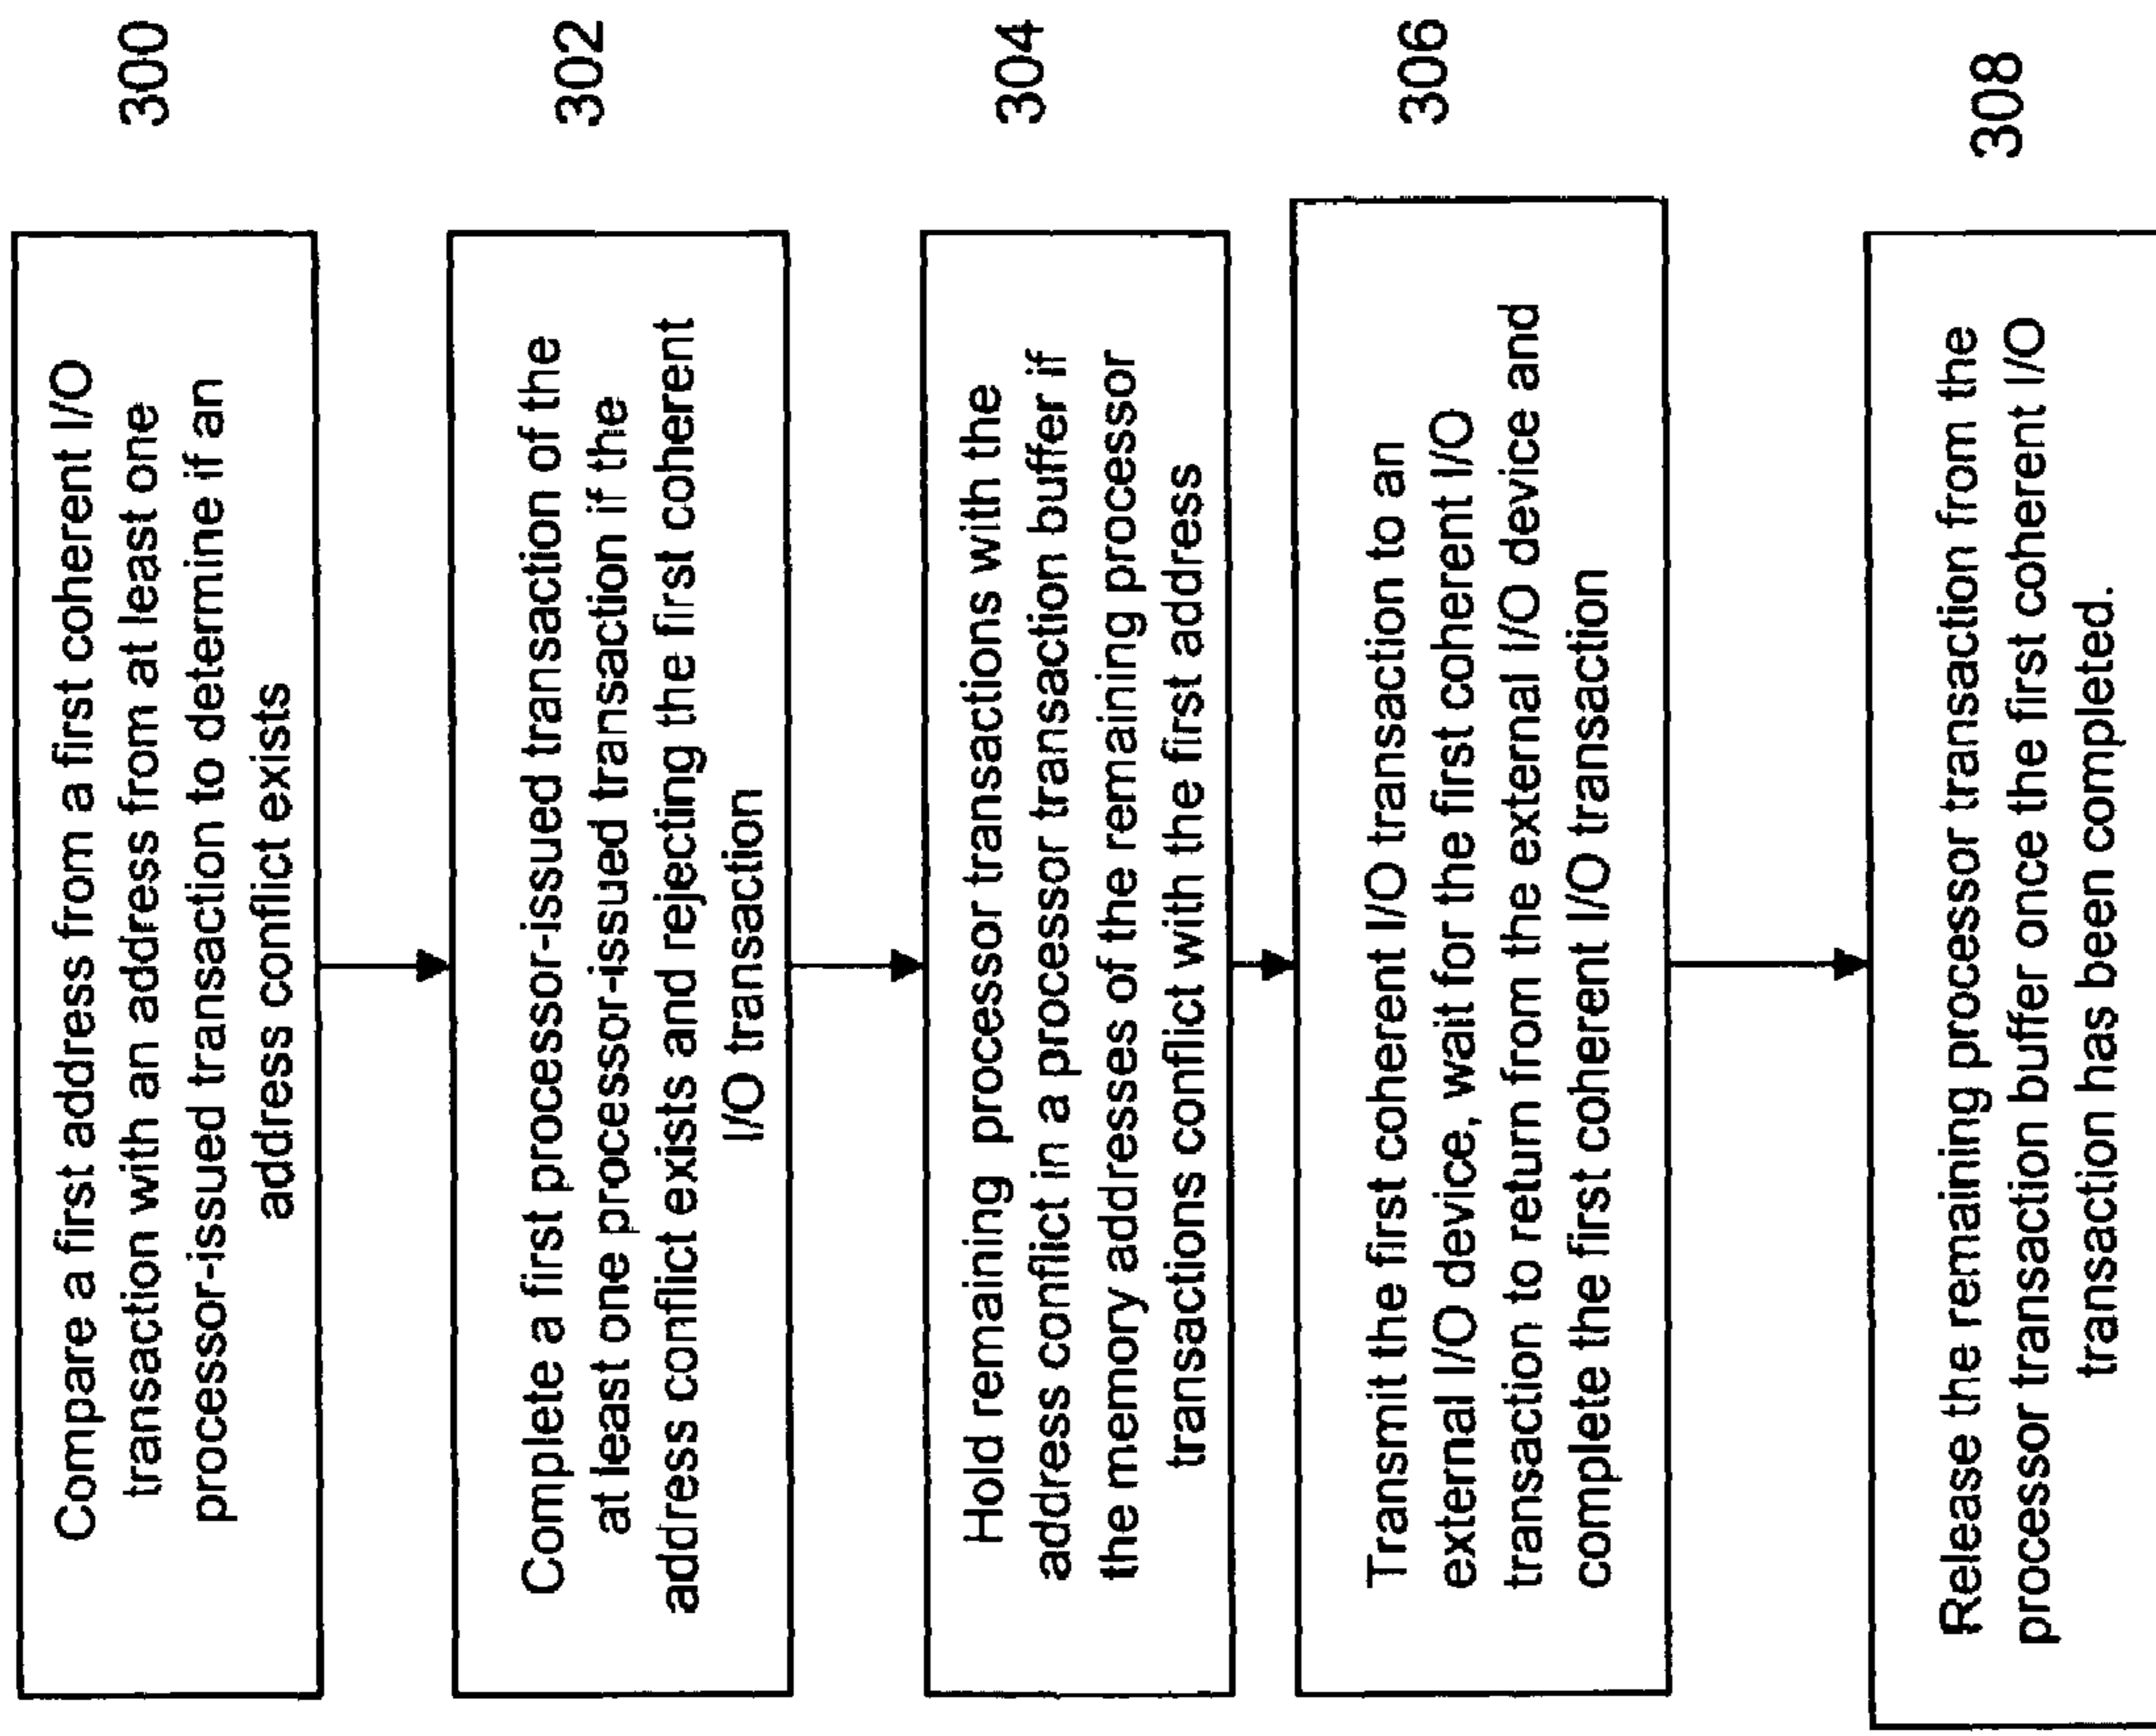 Compare a first address from a first coherent I/O
transaction with an address from at least one
processor-issued transaction to determine if an
address conflict exists
300
Complete a first processor-issued transaction of the
at least one processor-issued transaction if the
address conflict exists and rejecting the first coherent
I/O transaction
302
Hold remaining processor transactions with the
address conflict in a processor transaction buffer if
the memory addresses of the remaining processor
transactions conflict with the first address
304
Transmit the first coherent I/O transaction to an
external I/O device, wait for the first coherent I/O
transaction to return from the external I/O device and
complete the first coherent I/O transaction
306
Release the remaining processor transaction from the
processor transaction buffer once the first coherent I/O
transaction has been completed.
308